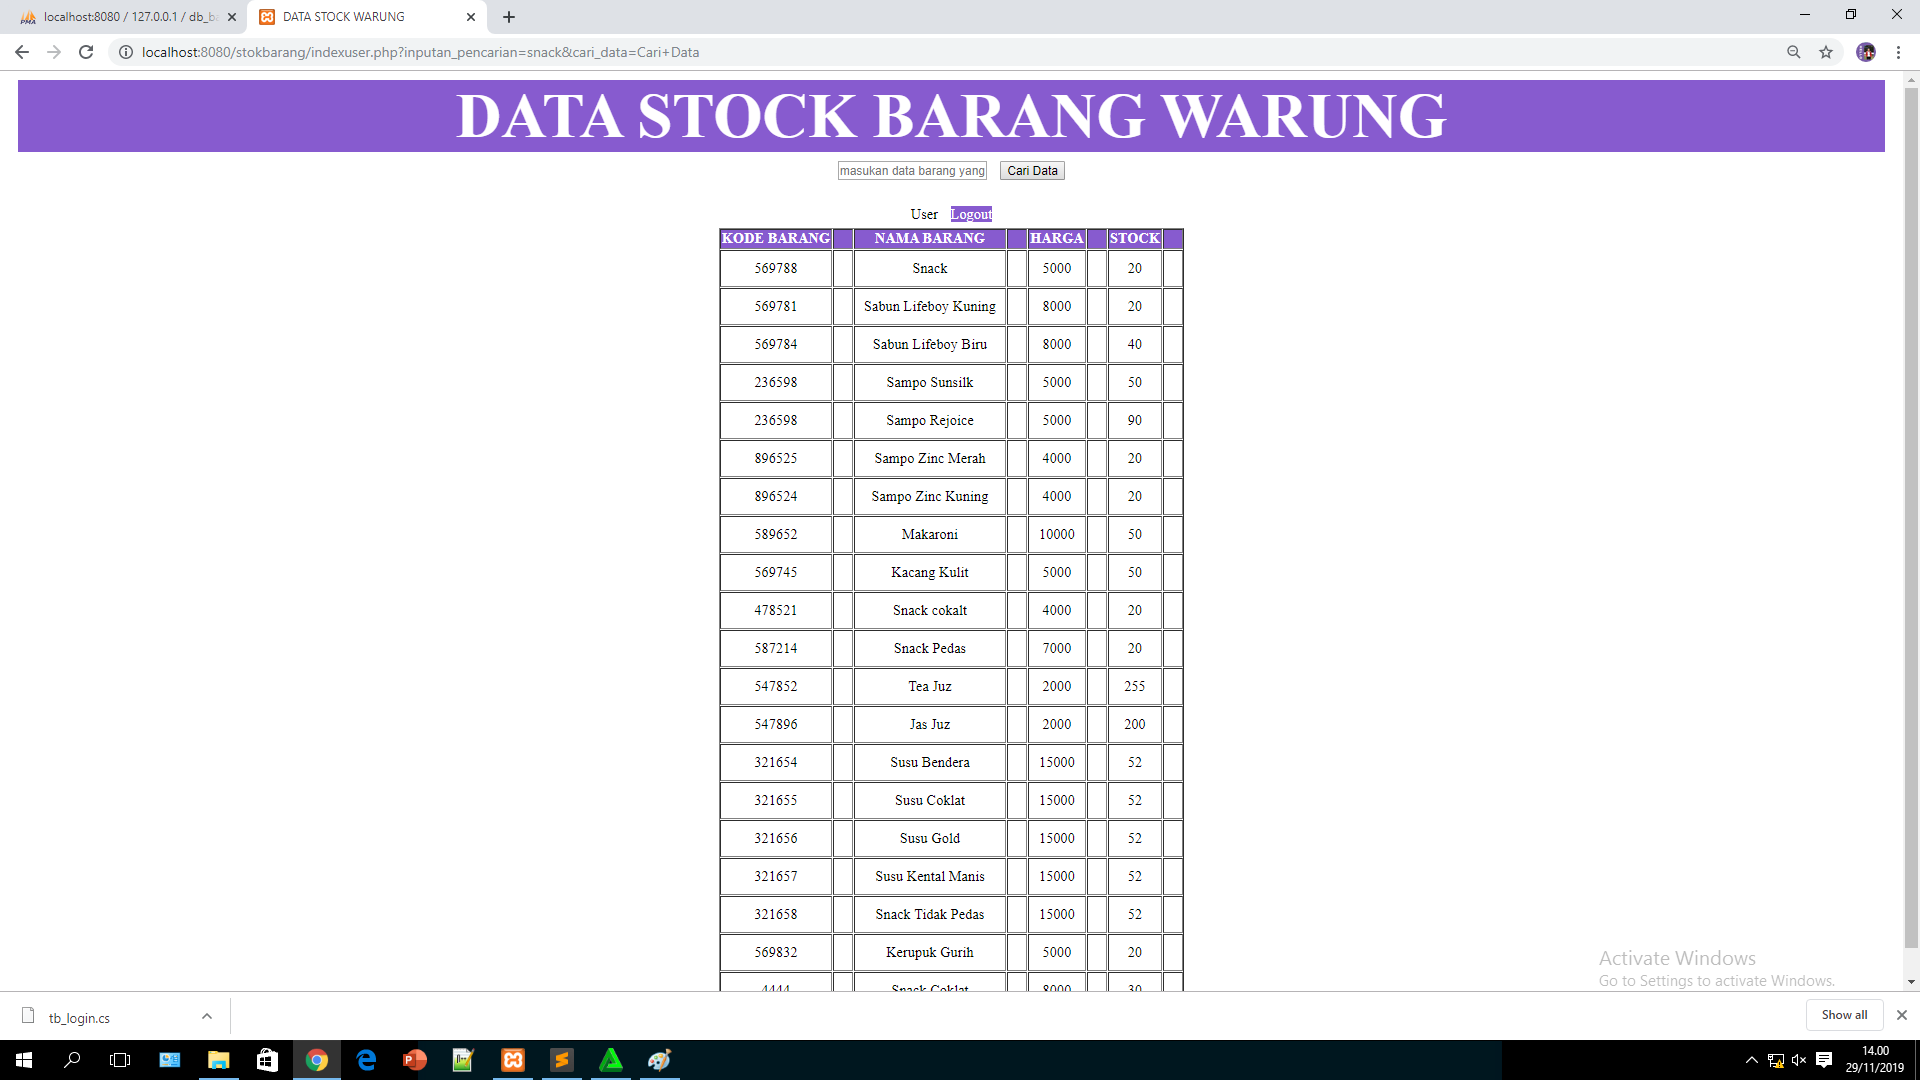 localhost:8080 / 127.0.0.1 / db_b
DATA STOCK WARUNG
localhost:8080/stokbarang/indexuser.php?inputan_pencarian=snack&cari_data=Cari+Data
DATA STOCK BARANG WARUNG
masukan data barang yang
Cari Data
User Logout
KODE BARANG NAMA BARANG HARGA STOCK
569788 Snack 5000 20
569781 Sabun Lifeboy Kuning 8000 20
569784 Sabun Lifeboy Biru 8000 40
236598 Sampo Sunsilk 5000 50
236598 Sampo Rejoice 5000 90
896525 Sampo Zinc Merah 4000 20
896524 Sampo Zinc Kuning 4000 20
589652 Makaroni 10000 50
569745 Kacang Kulit 5000 50
478521 Snack cokalt 4000 20
587214 Snack Pedas 7000 20
547852 Tea Juz 2000 255
547896 Jas Juz 2000 200
321654 Susu Bendera 15000 52
321655 Susu Coklat 15000 52
321656 Susu Gold 15000 52
321657 Susu Kental Manis 15000 52
321658 Snack Tidak Pedas 15000 52
569832 Kerupuk Gurih 5000 20
4444 Snack Coklat 8000 30
Activate Windows
Go to Settings to activate Windows.
tb_login.cs
Show all
14.00
29/11/2019